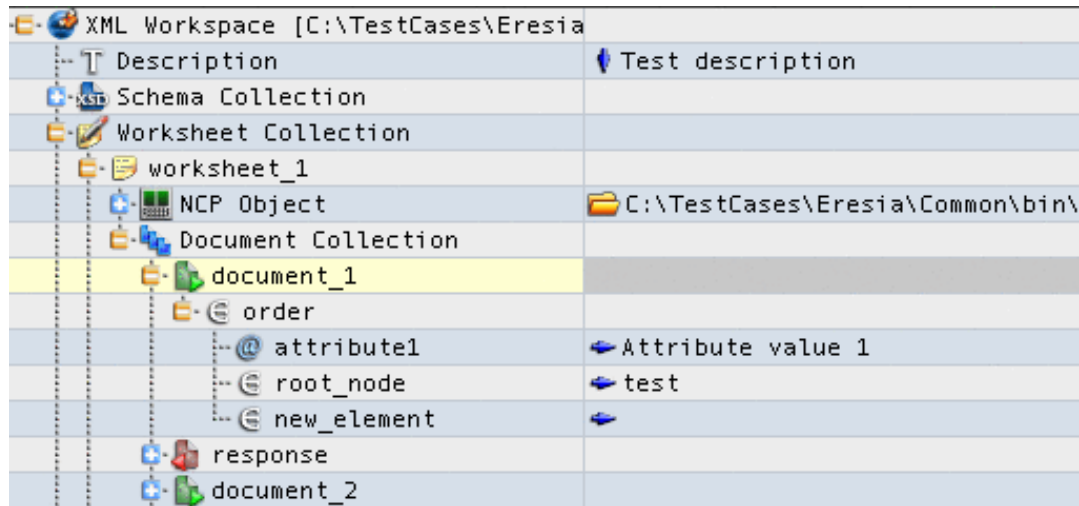 XML Workspace [C:\TestCases\Eresia
Description Test description
XSD Schema Collection
Worksheet Collection
worksheet_1
NCP Object C:\TestCases\Eresia\Common\bin\
Document Collection
document_1
order
@ attribute1 Attribute value 1
root_node test
new_element
response
document_2